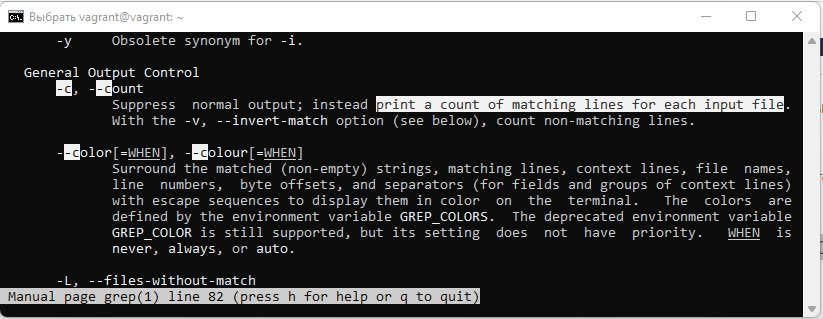 Выбрать vagrant@vagrant: ~
-y Obsolete synonym for -i.
General Output Control
-c, --count
Suppress normal output; instead print a count of matching lines for each input file.
With the -v, --invert-match option (see below), count non-matching lines.
--color[=WHEN], --colour[=WHEN]
Surround the matched (non-empty) strings, matching lines, context lines, file names,
line numbers, byte offsets, and separators (for fields and groups of context lines)
with escape sequences to display them in color on the terminal. The colors are
defined by the environment variable GREP_COLORS. The deprecated environment variable
GREP_COLOR is still supported, but its setting does not have priority. WHEN is
never, always, or auto.
-L, --files-without-match
Manual page grep(1) line 82 (press h for help or q to quit)